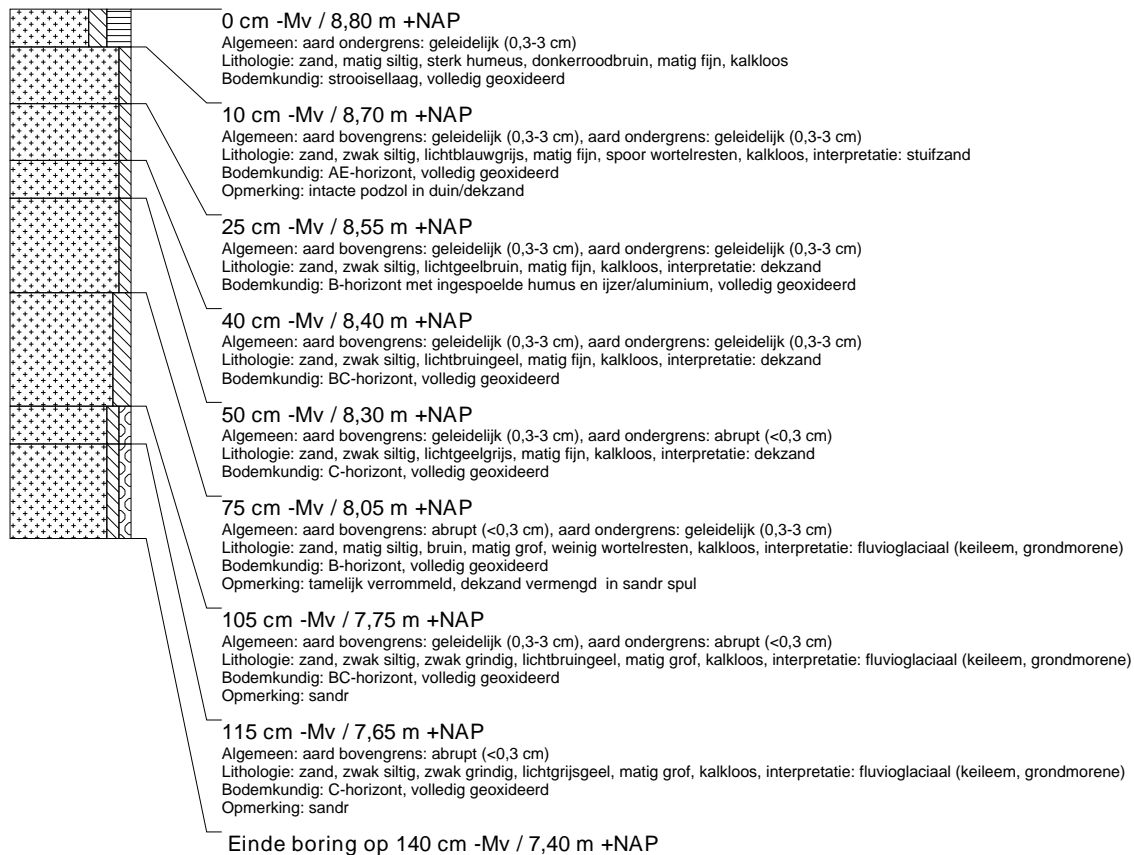 0 cm -Mv / 8,80 m +NAP
Algemeen: aard ondergrens: geleidelijk (0,3-3 cm)
Lithologie: zand, matig siltig, sterk humeus, donkerroodbruin, matig fijn, kalkloos
Bodemkundig: strooisellaag, volledig geoxideerd
10 cm -Mv / 8,70 m +NAP
Algemeen: aard bovengrens: geleidelijk (0,3-3 cm), aard ondergrens: geleidelijk (0,3-3 cm)
Lithologie: zand, zwak siltig, lichtblauwgrijs, matig fijn, spoor wortelresten, kalkloos, interpretatie: stuifzand
Bodemkundig: AE-horizont, volledig geoxideerd
Opmerking: intacte podzol in duin/dekzand
25 cm -Mv / 8,55 m +NAP
Algemeen: aard bovengrens: geleidelijk (0,3-3 cm), aard ondergrens: geleidelijk (0,3-3 cm)
Lithologie: zand, zwak siltig, lichtgeelbruin, matig fijn, kalkloos, interpretatie: dekzand
Bodemkundig: B-horizont met ingespoelde humus en ijzer/aluminium, volledig geoxideerd
40 cm -Mv / 8,40 m +NAP
Algemeen: aard bovengrens: geleidelijk (0,3-3 cm), aard ondergrens: geleidelijk (0,3-3 cm)
Lithologie: zand, zwak siltig, lichtbruingeel, matig fijn, kalkloos, interpretatie: dekzand
Bodemkundig: BC-horizont, volledig geoxideerd
50 cm -Mv / 8,30 m +NAP
Algemeen: aard bovengrens: geleidelijk (0,3-3 cm), aard ondergrens: abrupt (<0,3 cm)
Lithologie: zand, zwak siltig, lichtgeelgrijs, matig fijn, kalkloos, interpretatie: dekzand
Bodemkundig: C-horizont, volledig geoxideerd
75 cm -Mv / 8,05 m +NAP
Algemeen: aard bovengrens: abrupt (<0,3 cm), aard ondergrens: geleidelijk (0,3-3 cm)
Lithologie: zand, matig siltig, bruin, matig grof, weinig wortelresten, kalkloos, interpretatie: fluvioglaciaal (keileem, grondmorene)
Bodemkundig: B-horizont, volledig geoxideerd
Opmerking: tamelijk verrommeld, dekzand vermengd in sandr spul
105 cm -Mv / 7,75 m +NAP
Algemeen: aard bovengrens: geleidelijk (0,3-3 cm), aard ondergrens: abrupt (<0,3 cm)
Lithologie: zand, zwak siltig, zwak grindig, lichtbruingeel, matig grof, kalkloos, interpretatie: fluvioglaciaal (keileem, grondmorene)
Bodemkundig: BC-horizont, volledig geoxideerd
Opmerking: sandr
115 cm -Mv / 7,65 m +NAP
Algemeen: aard bovengrens: abrupt (<0,3 cm)
Lithologie: zand, zwak siltig, zwak grindig, lichtgrijsgeel, matig grof, kalkloos, interpretatie: fluvioglaciaal (keileem, grondmorene)
Bodemkundig: C-horizont, volledig geoxideerd
Opmerking: sandr
Einde boring op 140 cm -Mv / 7,40 m +NAP